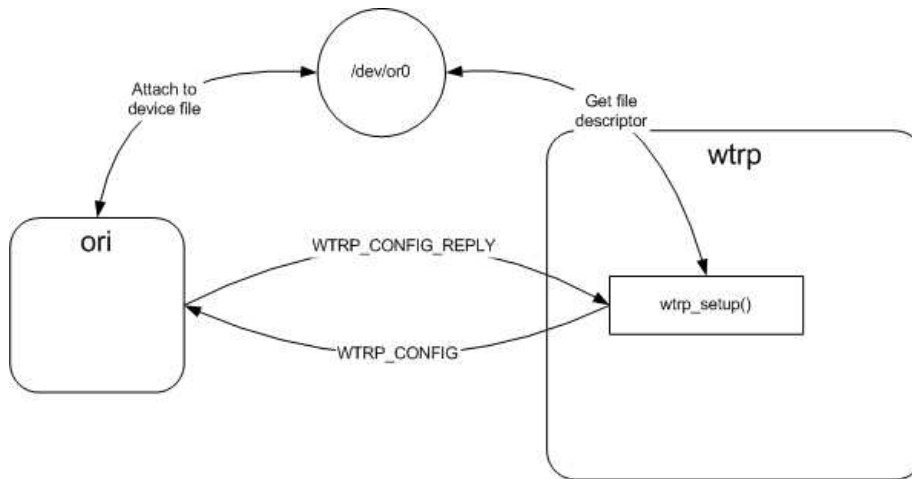 /dev/or0
Attach to
device file
Get file
descriptor
wtrp
ori
WTRP_CONFIG_REPLY
wtrp_setup()
WTRP_CONFIG